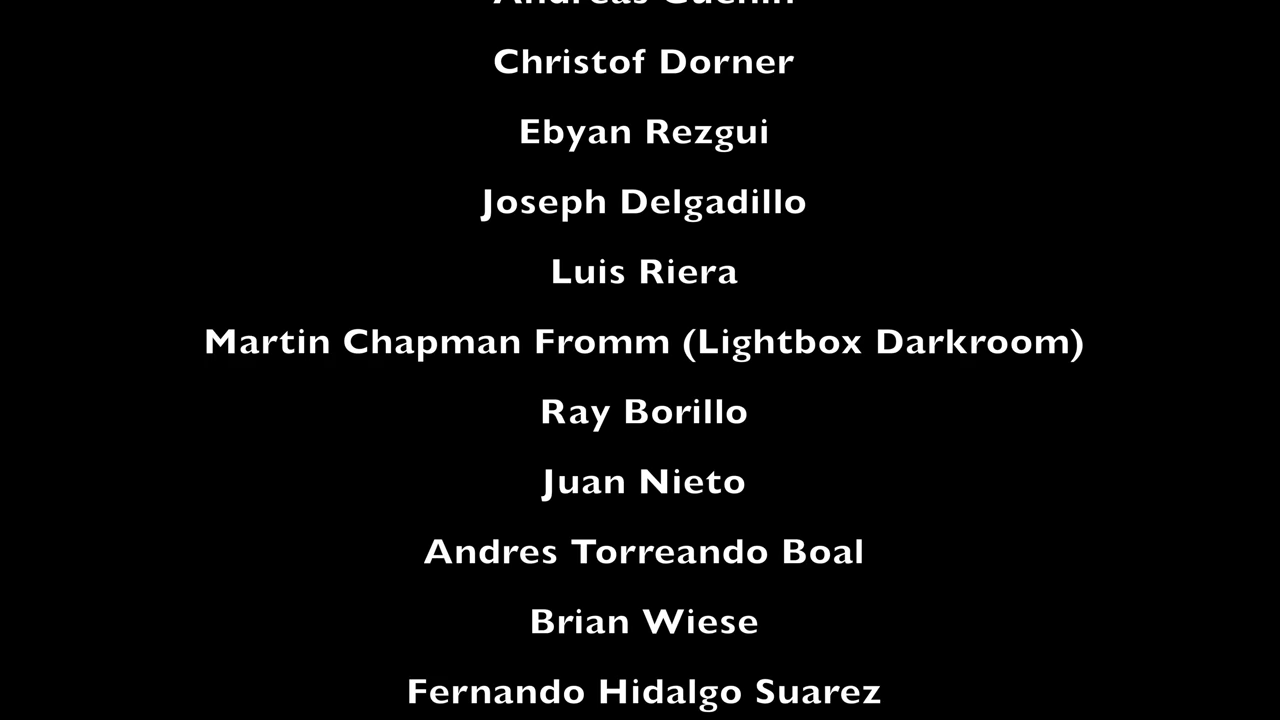 Christof Dorner
Ebyan Rezgui
Joseph Delgadillo
Luis Riera
Martin Chapman Fromm (Lightbox Darkroom)
Ray Borillo
Juan Nieto
Andres Torreando Boal
Brian Wiese
Fernando Hidalgo Suarez